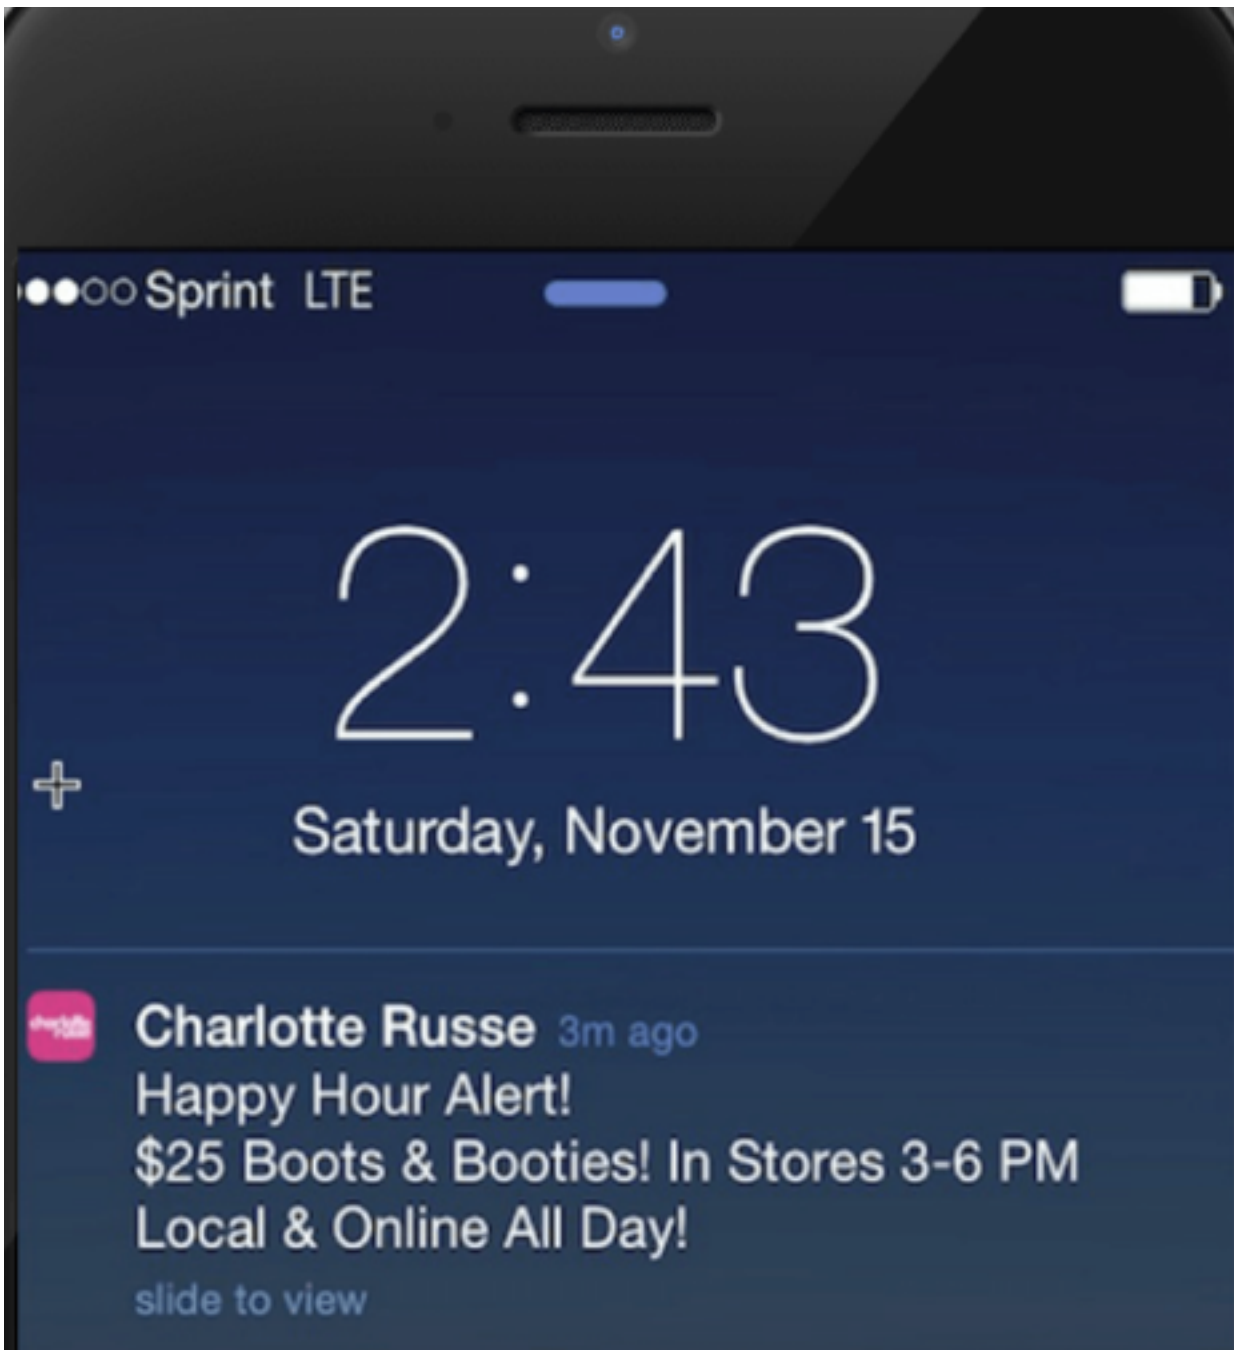 Sprint LTE
2:43
Saturday, November 15
Charlotte Russe 3m ago
Happy Hour Alert!
$25 Boots & Booties! In Stores 3-6 PM
Local & Online All Day!
slide to view